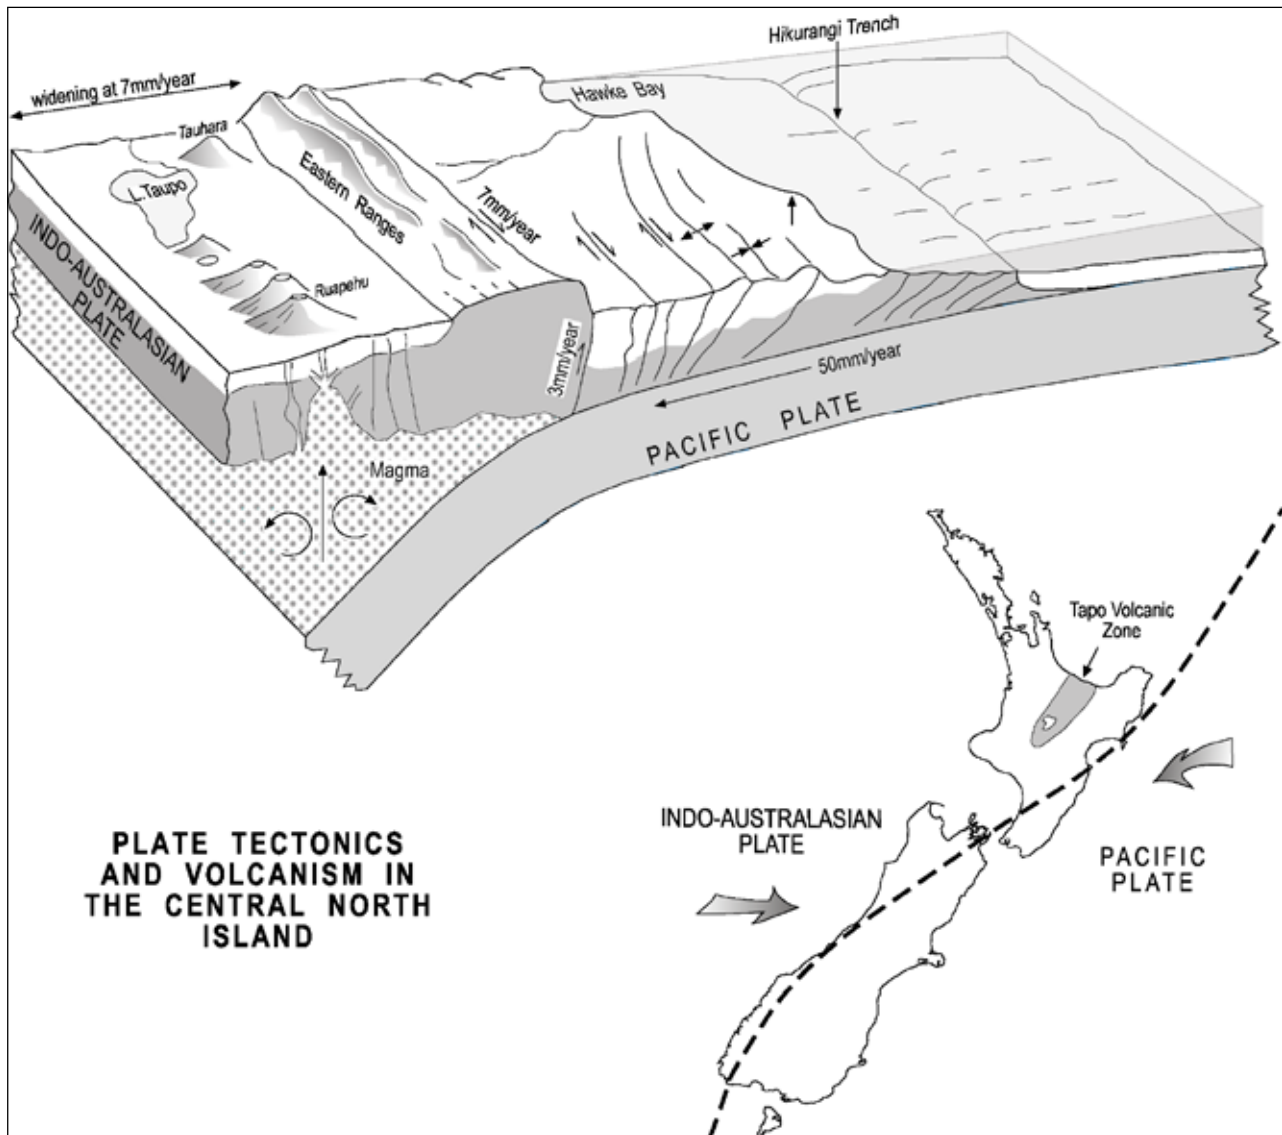 Hikurangi Trench
widening at 7mm/year
Hawke Bay
Tauhara
L.Taupo
Eastern Ranges
7mm/year
INDO-AUSTRALASIAN
PLATE
Ruapehu
3mm/year
50mm/year
PACIFIC PLATE
Magma
Tapo Volcanic
Zone
INDO-AUSTRALASIAN
PLATE
PACIFIC
PLATE
PLATE TECTONICS
AND VOLCANISM IN
THE CENTRAL NORTH
ISLAND